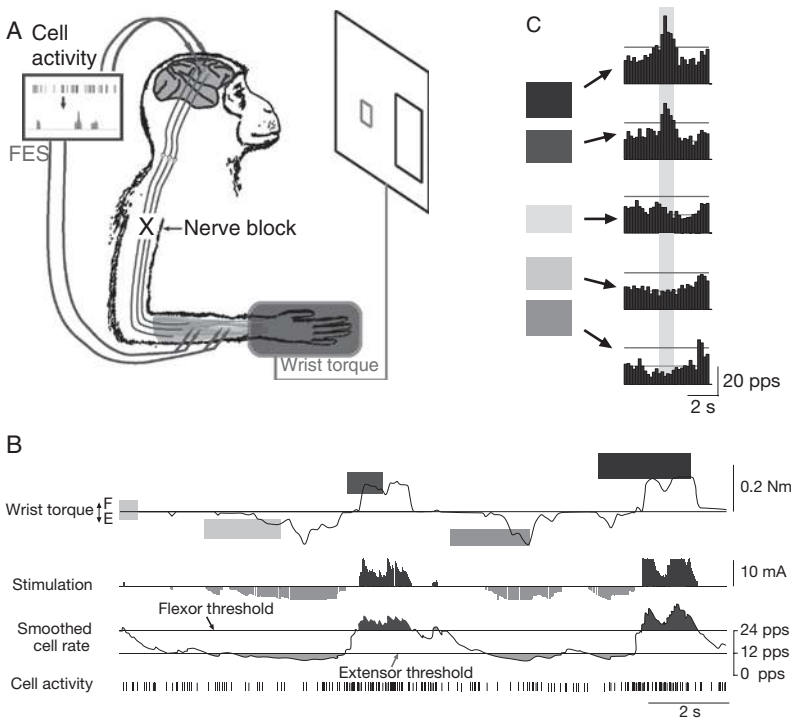 A
Cell
activity
FES
X
Nerve block
Wrist torque
C
20 pps
2 s
B
Wrist torque
F
E
0.2 Nm
Stimulation
10 mA
Flexor threshold
Smoothed
cell rate
24 pps
12 pps
0 pps
Extensor threshold
Cell activity
2 s